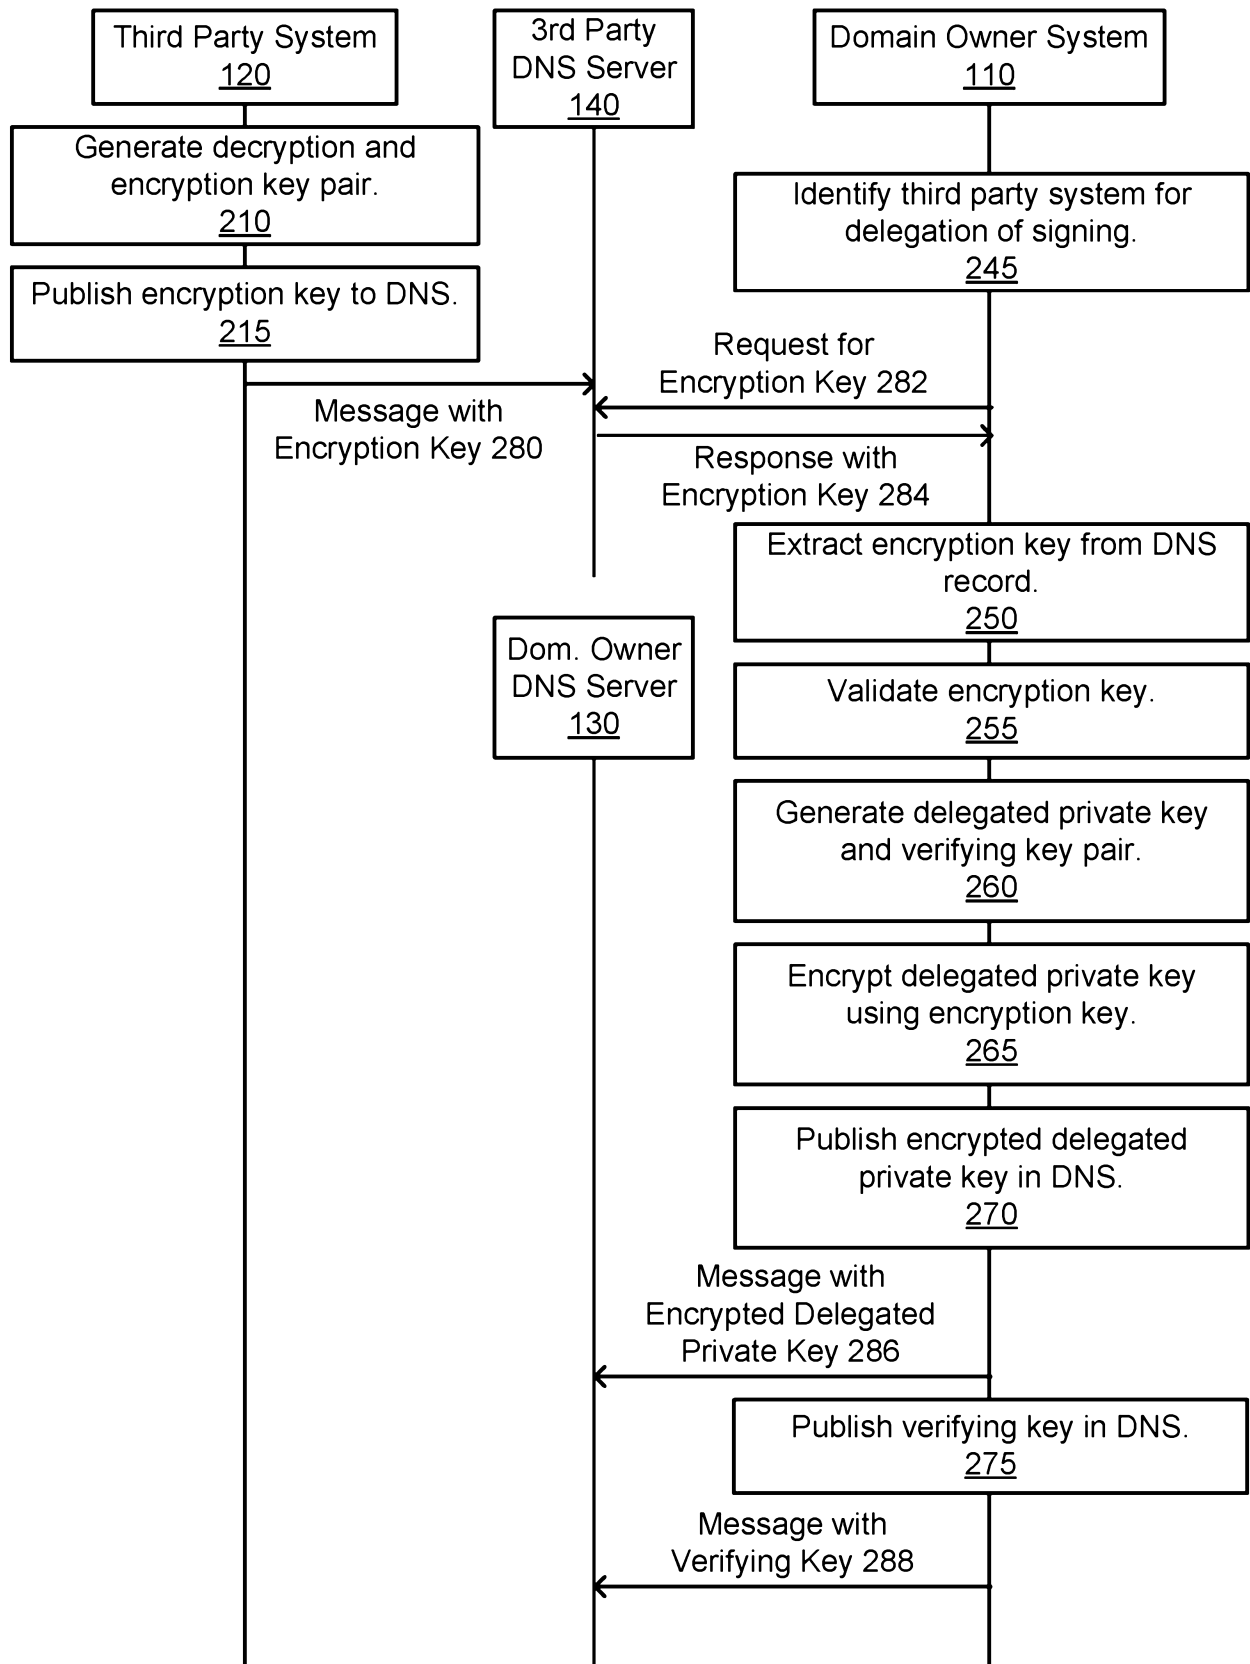 Third Party System
120
3rd Party
DNS Server
140
Domain Owner System
110
Generate decryption and
encryption key pair.
210
Identify third party system for
delegation of signing.
245
Publish encryption key to DNS.
215
Request for
Encryption Key 282
Message with
Encryption Key 280
Response with
Encryption Key 284
Extract encryption key from DNS
record.
250
Dom. Owner
DNS Server
130
Validate encryption key.
255
Generate delegated private key
and verifying key pair.
260
Encrypt delegated private key
using encryption key.
265
Publish encrypted delegated
private key in DNS.
270
Message with
Encrypted Delegated
Private Key 286
Publish verifying key in DNS.
275
Message with
Verifying Key 288